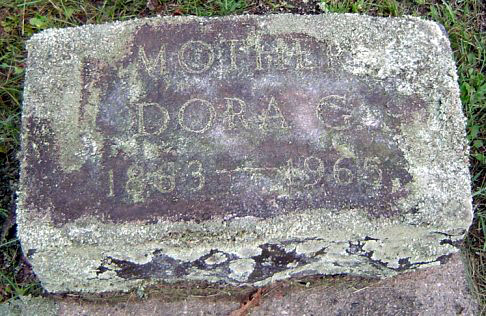 MOTHER
DORA G.
1883 — 1965